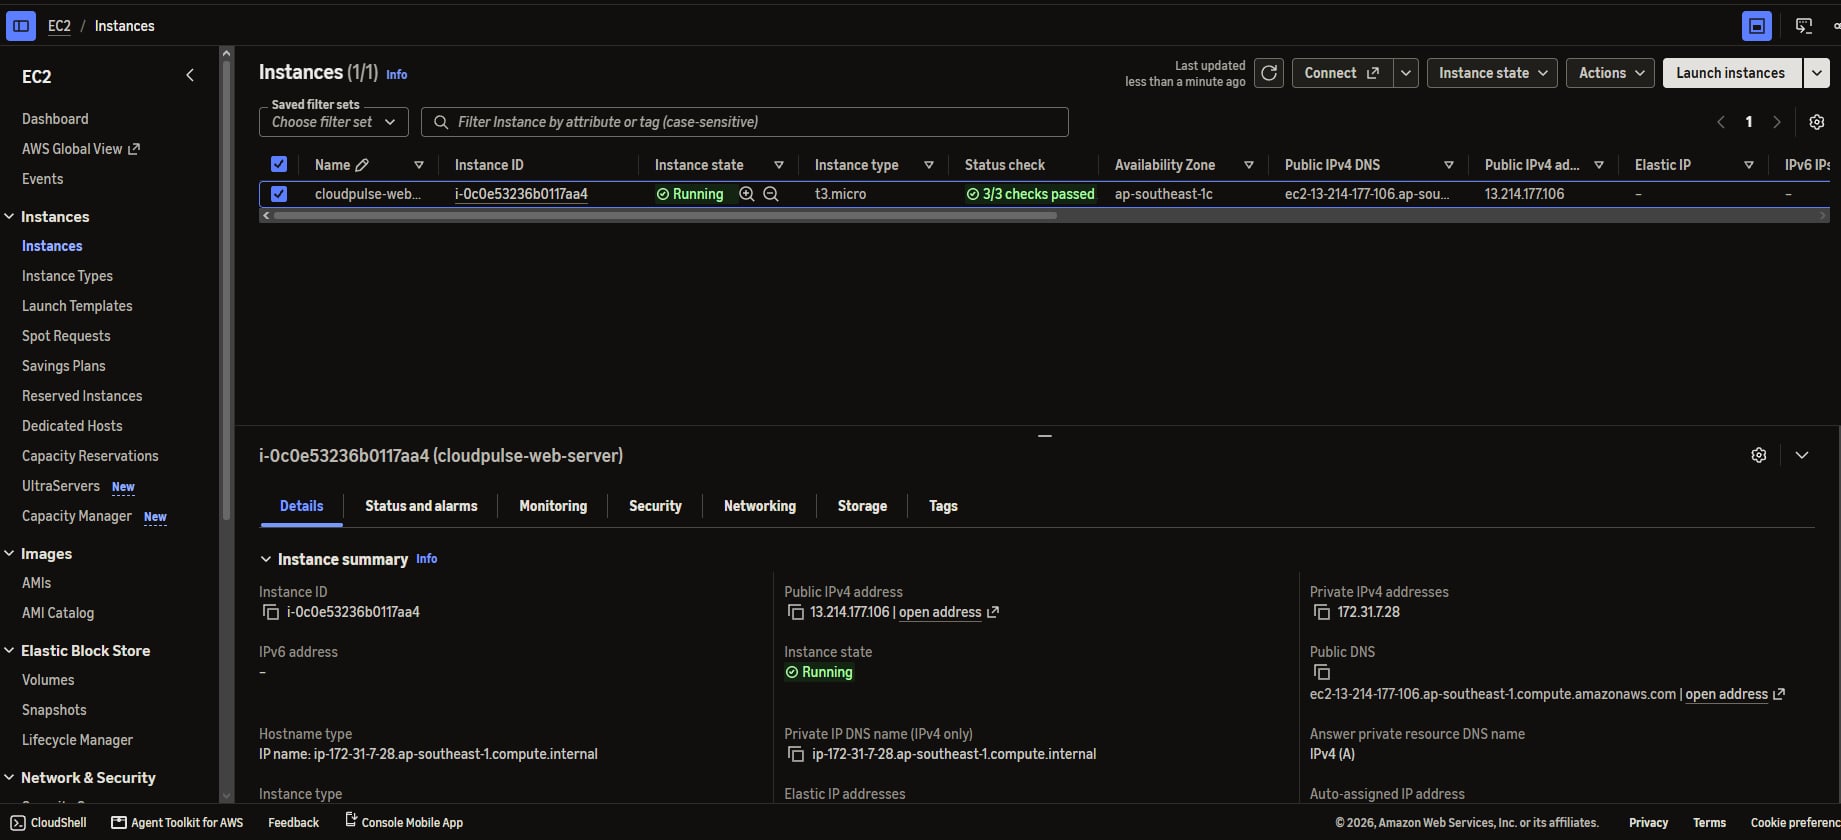 EC2 / Instances
EC2
Dashboard
AWS Global View
Events
Instances
Instances
Instance Types
Launch Templates
Spot Requests
Savings Plans
Reserved Instances
Dedicated Hosts
Capacity Reservations
UltraServers New
Capacity Manager New
Images
AMIs
AMI Catalog
Elastic Block Store
Volumes
Snapshots
Lifecycle Manager
Network & Security
Instances (1/1) Info
Last updated
less than a minute ago
Connect
Instance state
Actions
Launch instances
Saved filter sets
Choose filter set
Filter Instance by attribute or tag (case-sensitive)
1
Name Instance ID Instance state Instance type Status check Availability Zone Public IPv4 DNS Public IPv4 ad... Elastic IP IPv6 IPs
cloudpulse-web... i-0c0e53236b0117aa4 Running t3.micro 3/3 checks passed ap-southeast-1c ec2-13-214-177-106.ap-sou... 13.214.177.106 – –
i-0c0e53236b0117aa4 (cloudpulse-web-server)
Details Status and alarms Monitoring Security Networking Storage Tags
Instance summary Info
Instance ID
i-0c0e53236b0117aa4
Public IPv4 address
13.214.177.106 | open address
Private IPv4 addresses
172.31.7.28
IPv6 address
–
Instance state
Running
Public DNS
ec2-13-214-177-106.ap-southeast-1.compute.amazonaws.com | open address
Hostname type
IP name: ip-172-31-7-28.ap-southeast-1.compute.internal
Private IP DNS name (IPv4 only)
ip-172-31-7-28.ap-southeast-1.compute.internal
Answer private resource DNS name
IPv4 (A)
Instance type
Elastic IP addresses
Auto-assigned IP address
CloudShell Agent Toolkit for AWS Feedback Console Mobile App
© 2026, Amazon Web Services, Inc. or its affiliates. Privacy Terms Cookie preferenc